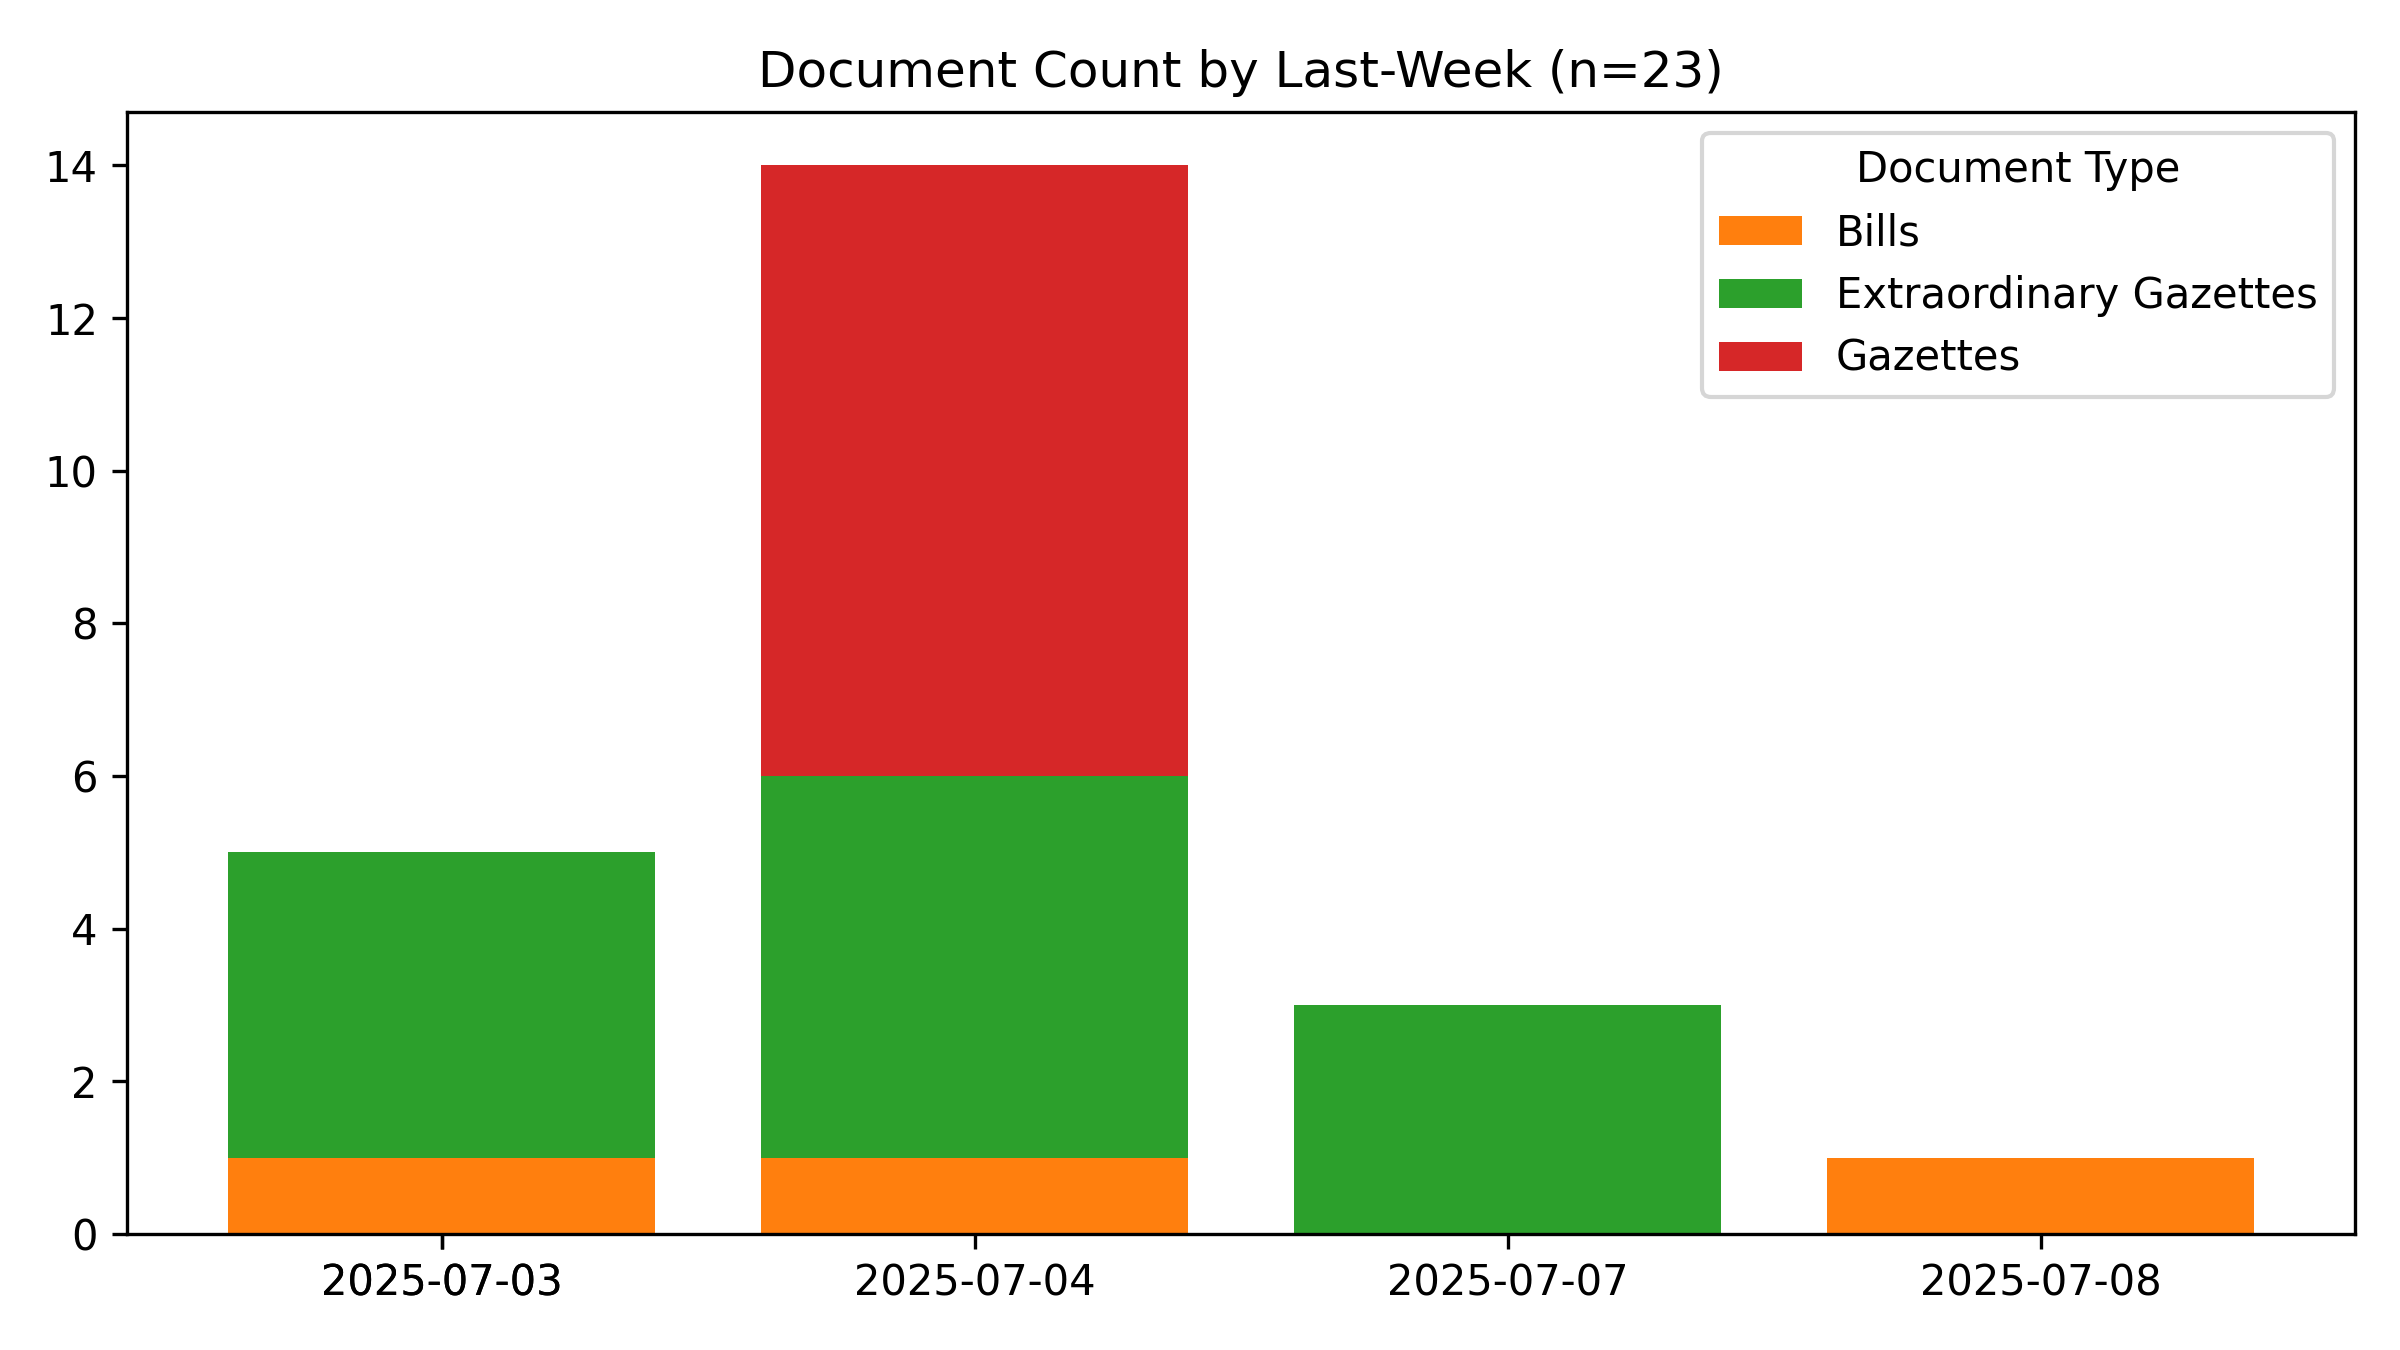 Document Count by Last-Week (n=23)
14
12
10
8
6
4
2
0
Document Type
Bills
Extraordinary Gazettes
Gazettes
2025-07-03
2025-07-04
2025-07-07
2025-07-08